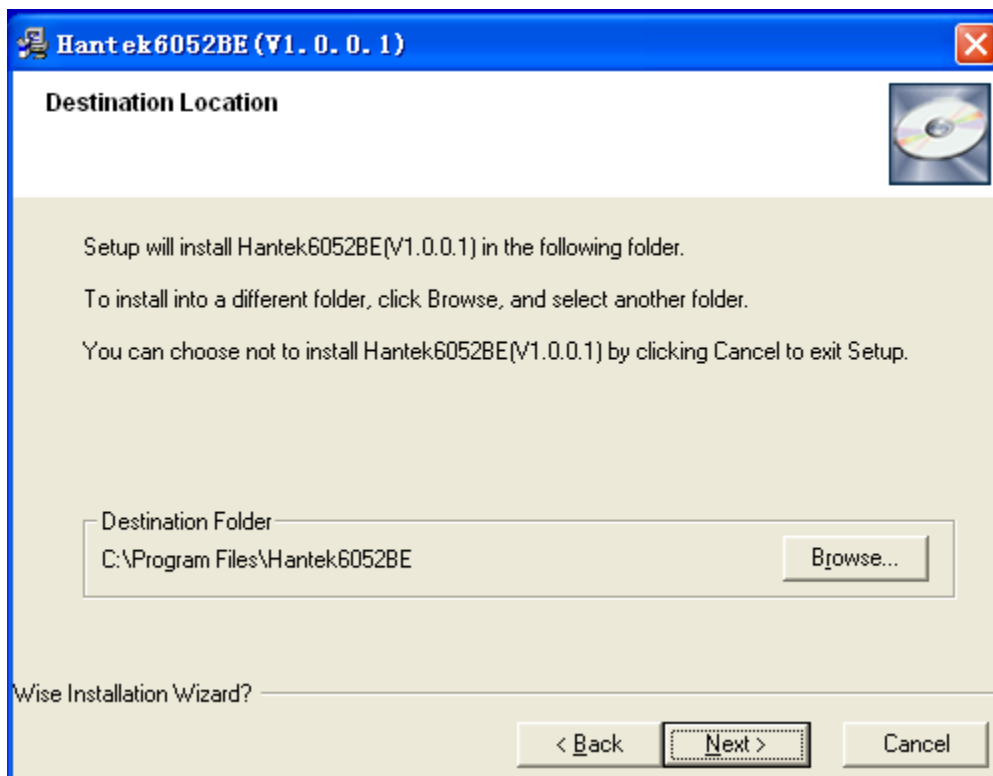 Hantek6052BE(V1.0.0.1)
Destination Location
Setup will install Hantek6052BE(V1.0.0.1) in the following folder.
To install into a different folder, click Browse, and select another folder.
You can choose not to install Hantek6052BE(V1.0.0.1) by clicking Cancel to exit Setup.
Destination Folder
C:\Program Files\Hantek6052BE
Browse...
Wise Installation Wizard?
< Back
Next >
Cancel